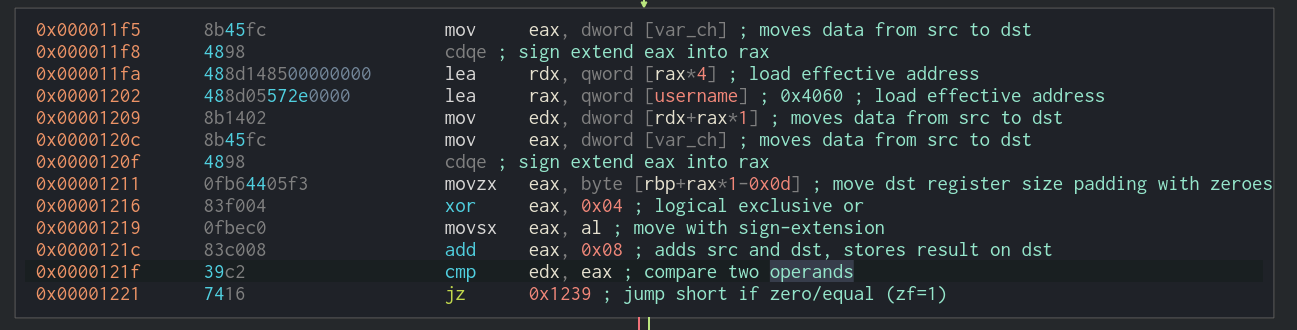 0x000011f5 8b45fc mov eax, dword [var_ch] ; moves data from src to dst
0x000011f8 4898 cdqe ; sign extend eax into rax
0x000011fa 488d148500000000 lea rdx, qword [rax*4] ; load effective address
0x00001202 488d05572e0000 lea rax, qword [username] ; 0x4060 ; load effective address
0x00001209 8b1402 mov edx, dword [rdx+rax*1] ; moves data from src to dst
0x0000120c 8b45fc mov eax, dword [var_ch] ; moves data from src to dst
0x0000120f 4898 cdqe ; sign extend eax into rax
0x00001211 0fb64405f3 movzx eax, byte [rbp+rax*1-0x0d] ; move dst register size padding with zeroes
0x00001216 83f004 xor eax, 0x04 ; logical exclusive or
0x00001219 0fbec0 movsx eax, al ; move with sign-extension
0x0000121c 83c008 add eax, 0x08 ; adds src and dst, stores result on dst
0x0000121f 39c2 cmp edx, eax ; compare two operands
0x00001221 7416 jz 0x1239 ; jump short if zero/equal (zf=1)